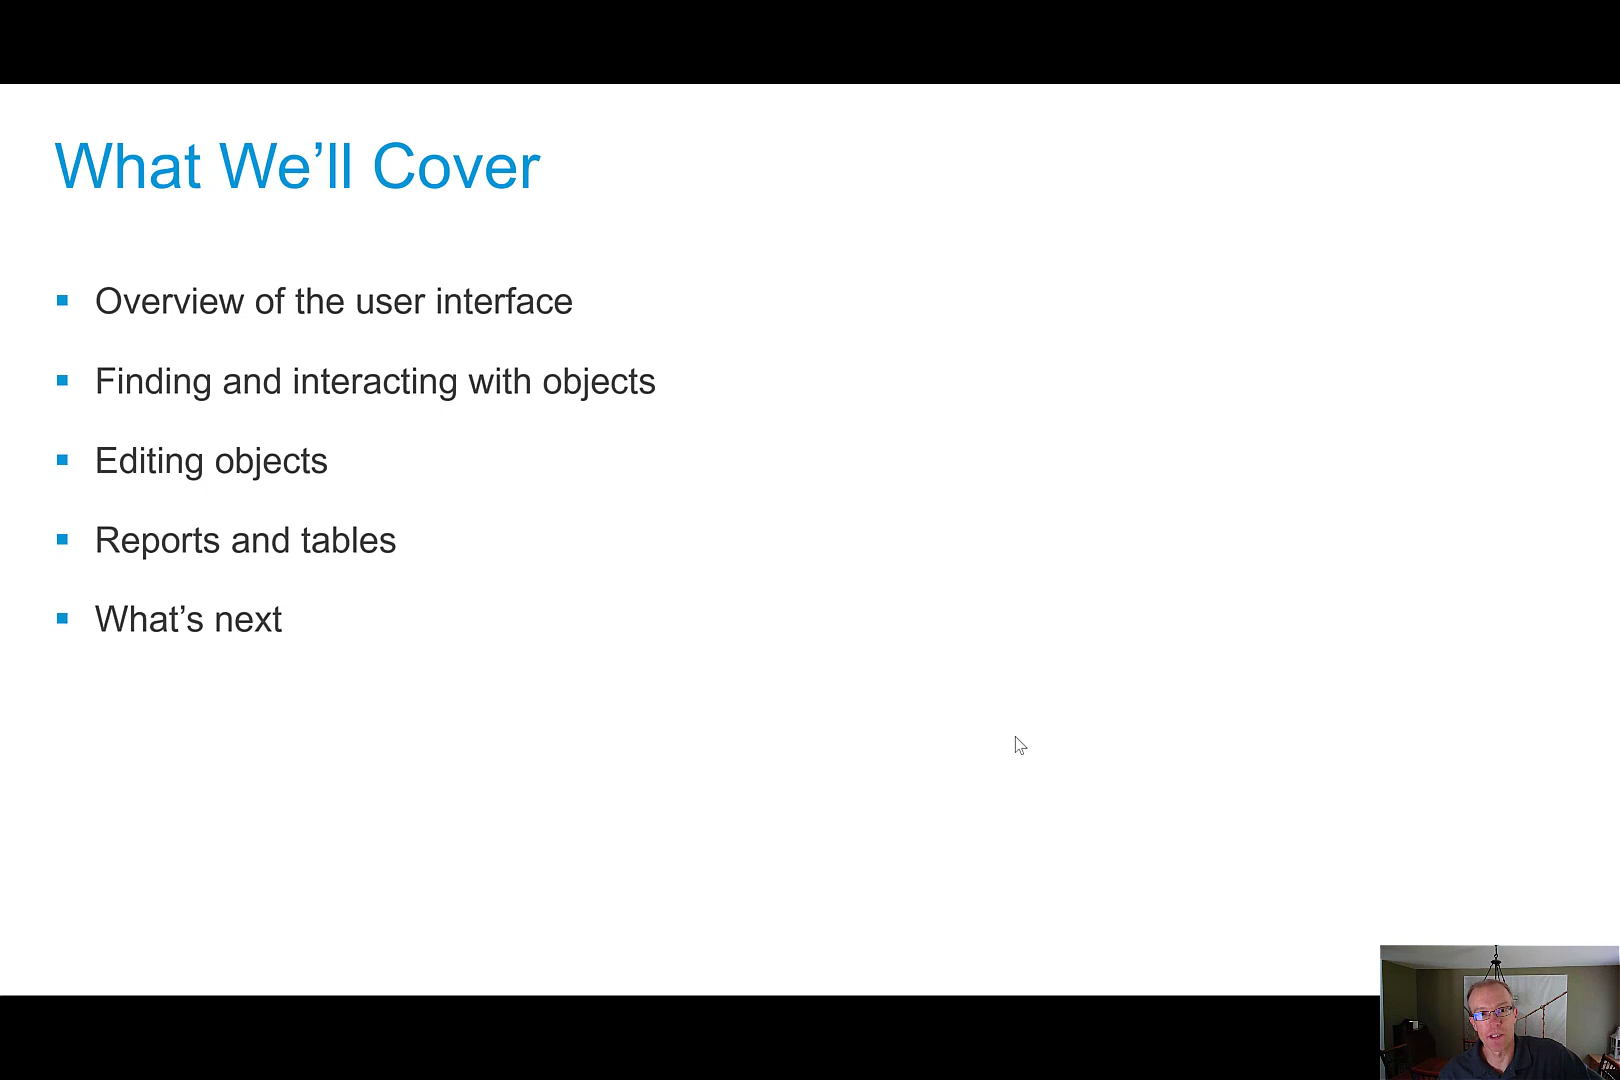 What We’ll Cover
Overview of the user interface
Finding and interacting with objects
Editing objects
Reports and tables
What’s next